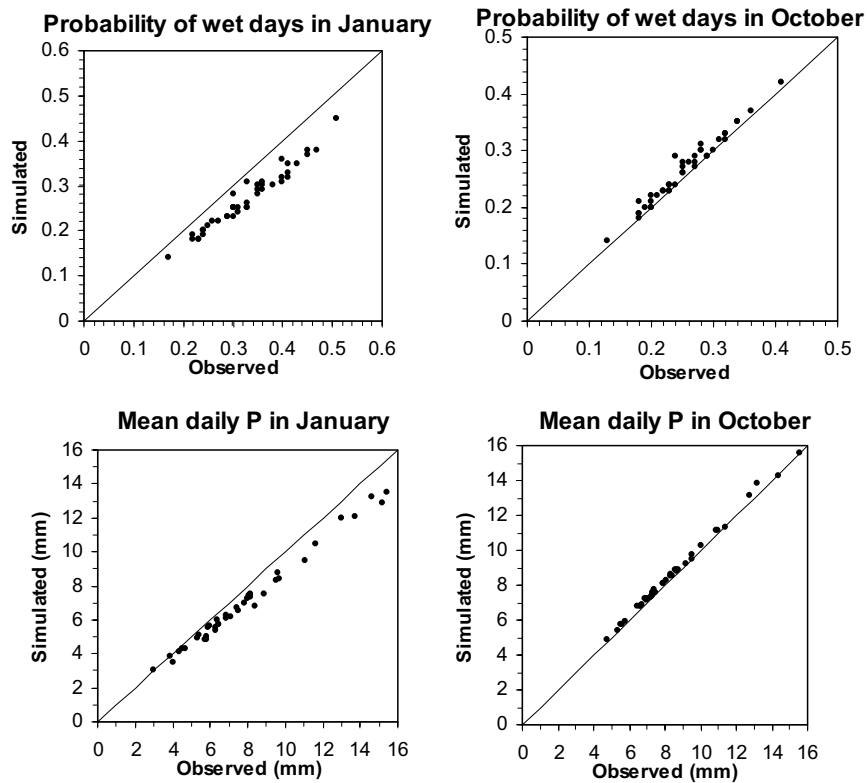 Probability of wet days in January
0.6
0.5
0.4
0.3
0.2
0.1
0
Simulated
0 0.1 0.2 0.3 0.4 0.5 0.6
Observed
Probability of wet days in October
0.5
0.4
0.3
0.2
0.1
0
Simulated
0 0.1 0.2 0.3 0.4 0.5
Observed
Mean daily P in January
16
14
12
10
8
6
4
2
0
Simulated (mm)
0 2 4 6 8 10 12 14 16
Observed (mm)
Mean daily P in October
16
14
12
10
8
6
4
2
0
Simulated (mm)
0 2 4 6 8 10 12 14 16
Observed (mm)